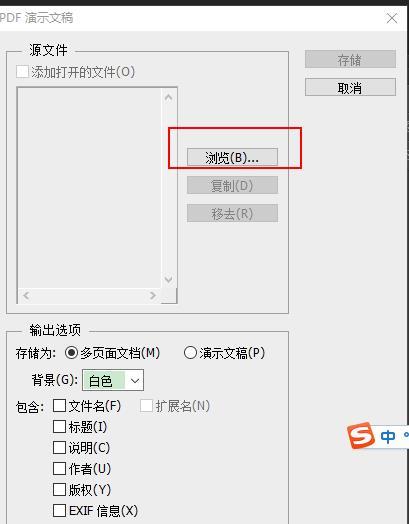 PDF 演示文稿
源文件
添加打开的文件(O)
存储
取消
浏览(B)...
复制(D)
移去(R)
输出选项
存储为: 多页面文档(M) 演示文稿(P)
背景(G): 白色
包含: 文件名(F) 扩展名(N)
标题(I)
说明(C)
作者(U)
版权(Y)
EXIF 信息(X)
S 中